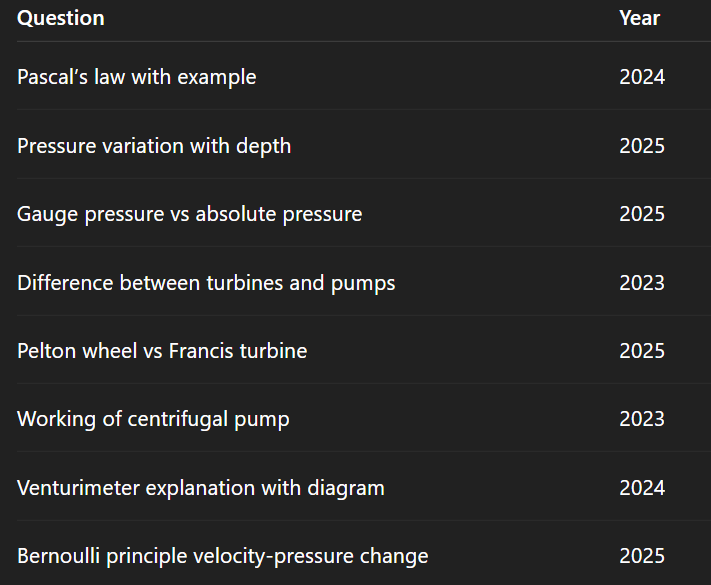 Question Year
Pascal’s law with example 2024
Pressure variation with depth 2025
Gauge pressure vs absolute pressure 2025
Difference between turbines and pumps 2023
Pelton wheel vs Francis turbine 2025
Working of centrifugal pump 2023
Venturimeter explanation with diagram 2024
Bernoulli principle velocity-pressure change 2025